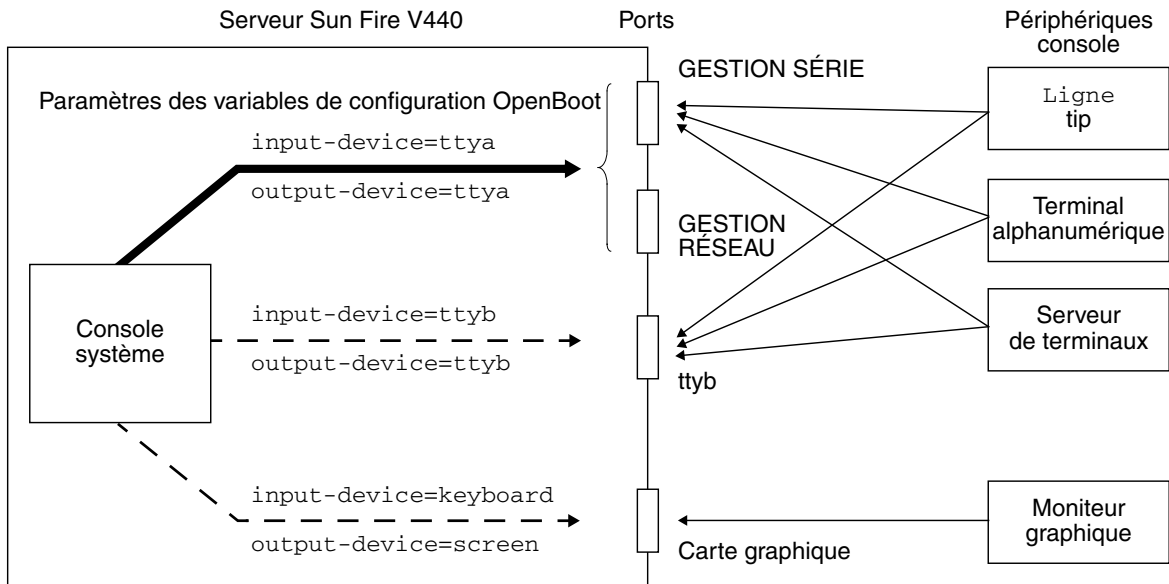 Serveur Sun Fire V440
Ports
Périphériques
console
GESTION SÉRIE
Ligne
tip
Paramètres des variables de configuration OpenBoot
input-device=ttya
output-device=ttya
GESTION
RÉSEAU
Terminal
alphanumérique
Console
système
input-device=ttyb
output-device=ttyb
ttyb
Serveur
de terminaux
input-device=keyboard
output-device=screen
Carte graphique
Moniteur
graphique